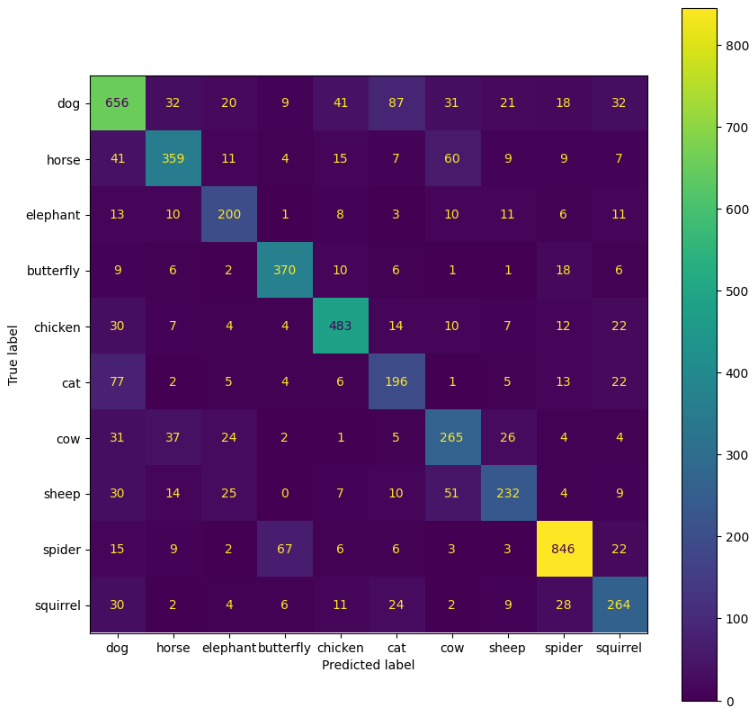 dog 656 32 20 9 41 87 31 21 18 32
horse 41 359 11 4 15 7 60 9 9 7
elephant 13 10 200 1 8 3 10 11 6 11
butterfly 9 6 2 370 10 6 1 1 18 6
chicken 30 7 4 4 483 14 10 7 12 22
cat 77 2 5 4 6 196 1 5 13 22
cow 31 37 24 2 1 5 265 26 4 4
sheep 30 14 25 0 7 10 51 232 4 9
spider 15 9 2 67 6 6 3 3 846 22
squirrel 30 2 4 6 11 24 2 9 28 264
dog horse elephant butterfly chicken cat cow sheep spider squirrel
Predicted label
True label
800
700
600
500
400
300
200
100
0